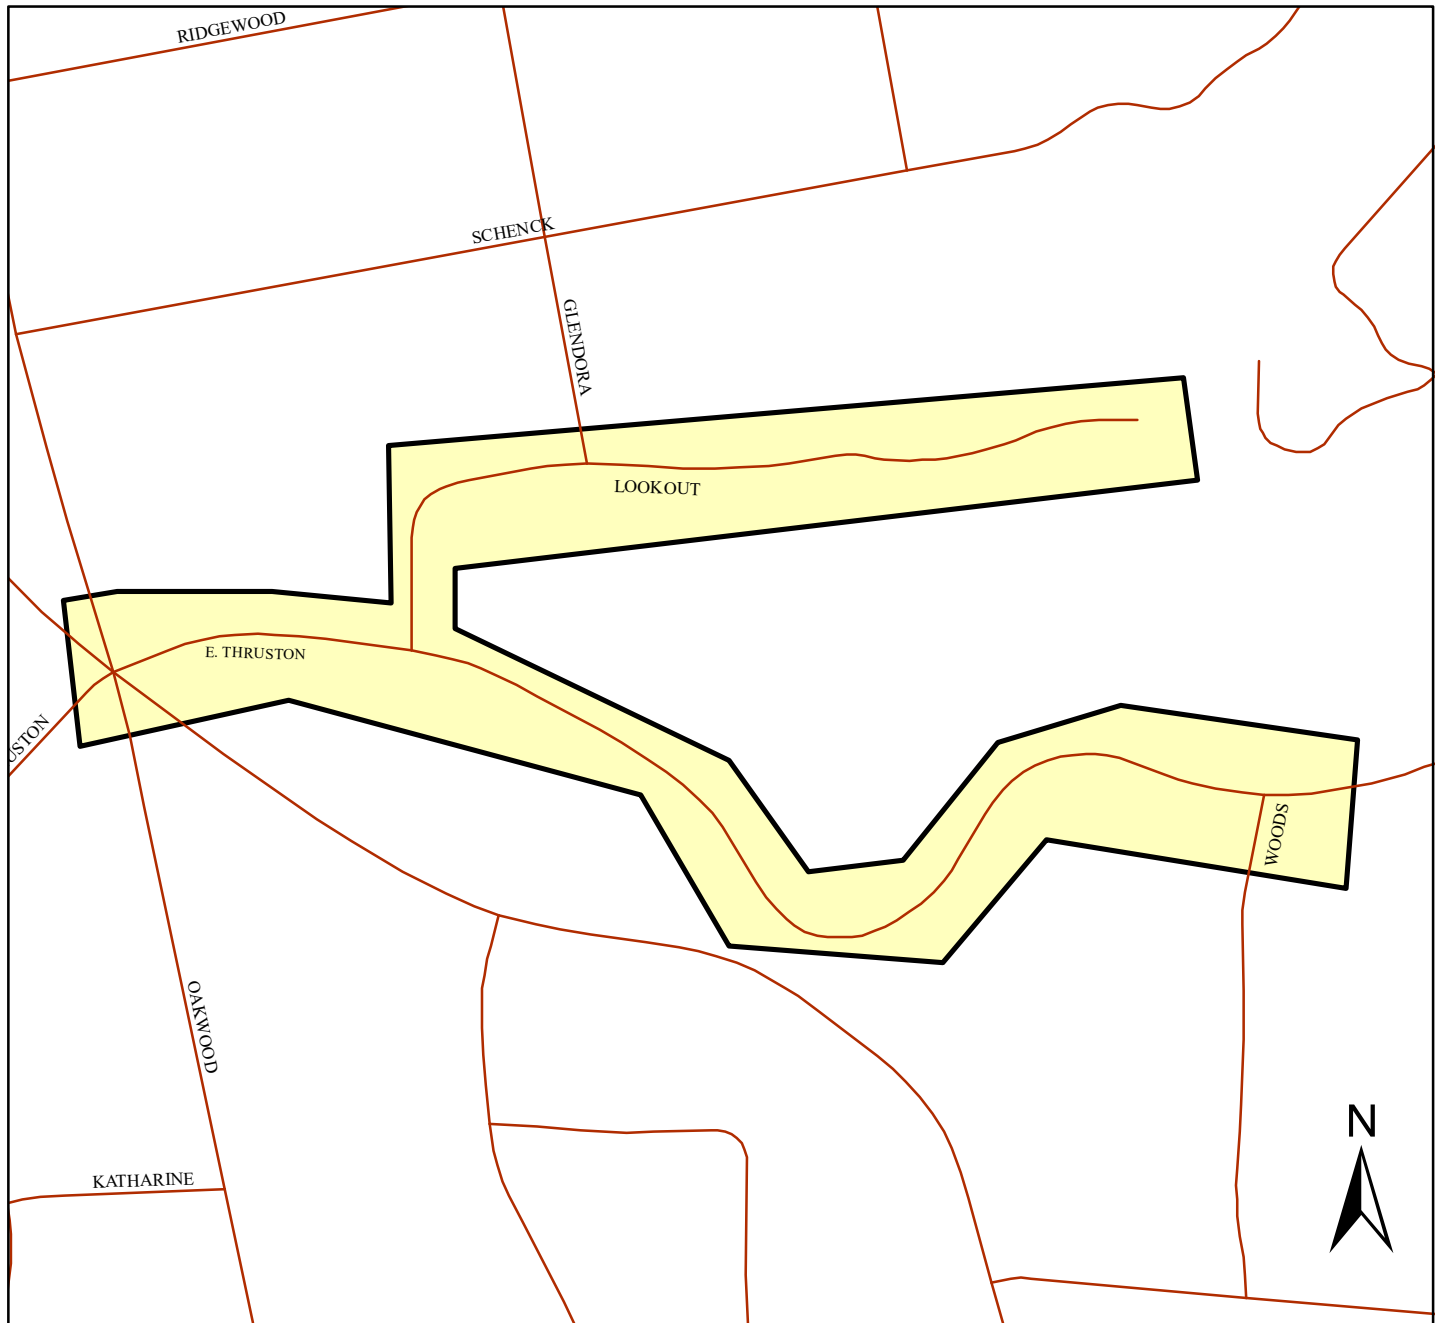 RIDGEWOOD
SCHENCK
GLENDORA
LOOKOUT
E. THRUSTON
USTON
WOODS
OAKWOOD
N
KATHARINE